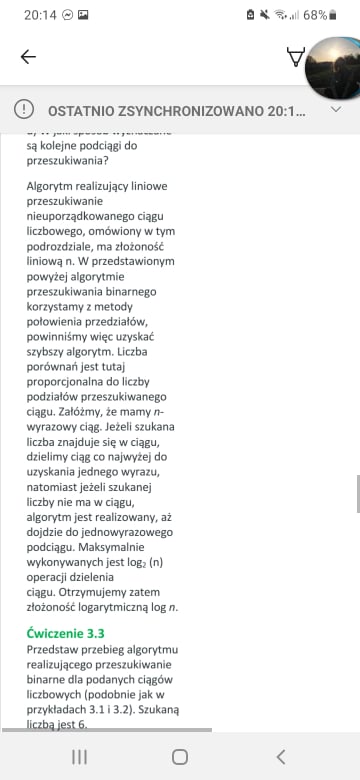 20:14
68%
OSTATNIO ZSYNCHRONIZOWANO 20:1...
są kolejne podciągi do
przeszukiwania?
Algorytm realizujący liniowe
przeszukiwanie
nieuporządkowanego ciągu
liczbowego, omówiony w tym
podrozdziale, ma złożoność
liniową n. W przedstawionym
powyżej algorytmie
przeszukiwania binarnego
korzystamy z metody
połowienia przedziałów,
powinniśmy więc uzyskać
szybszy algorytm. Liczba
porównań jest tutaj
proporcjonalna do liczby
podziałów przeszukiwanego
ciągu. Załóżmy, że mamy n-
wyrazowy ciąg. Jeżeli szukana
liczba znajduje się w ciągu,
dzielimy ciąg co najwyżej do
uzyskania jednego wyrazu,
natomiast jeżeli szukanej
liczby nie ma w ciągu,
algorytm jest realizowany, aż
dojdzie do jednowyrazowego
podciągu. Maksymalnie
wykonywanych jest log₂ (n)
operacji dzielenia
ciągu. Otrzymujemy zatem
złożoność logarytmiczną log n.
Ćwiczenie 3.3
Przedstaw przebieg algorytmu
realizującego przeszukiwanie
binarne dla podanych ciągów
liczbowych (podobnie jak w
przykładach 3.1 i 3.2). Szukaną
liczbą jest 6.